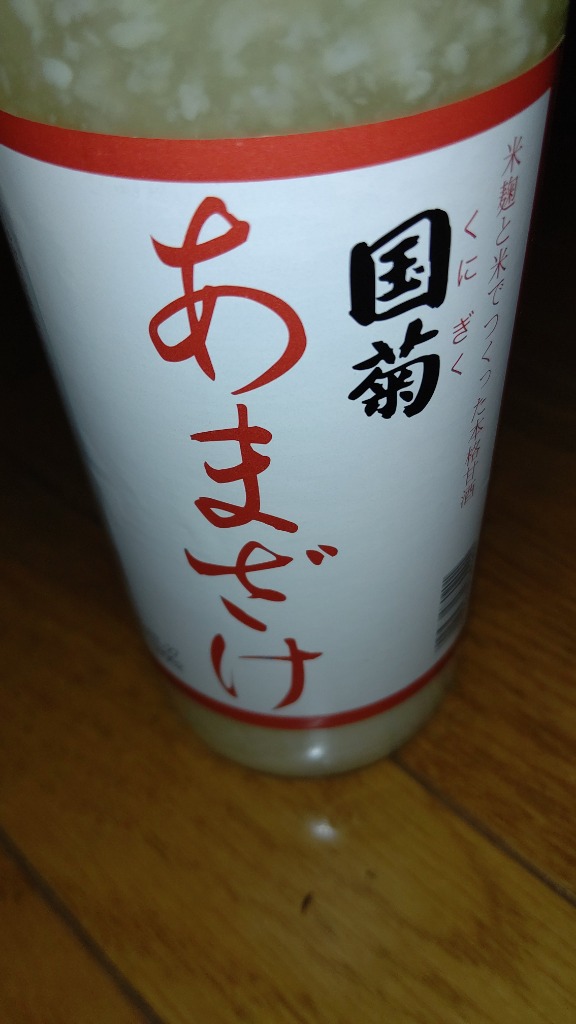 米麹と米でつくった本格甘酒
くにぎく
国菊
あまざけ